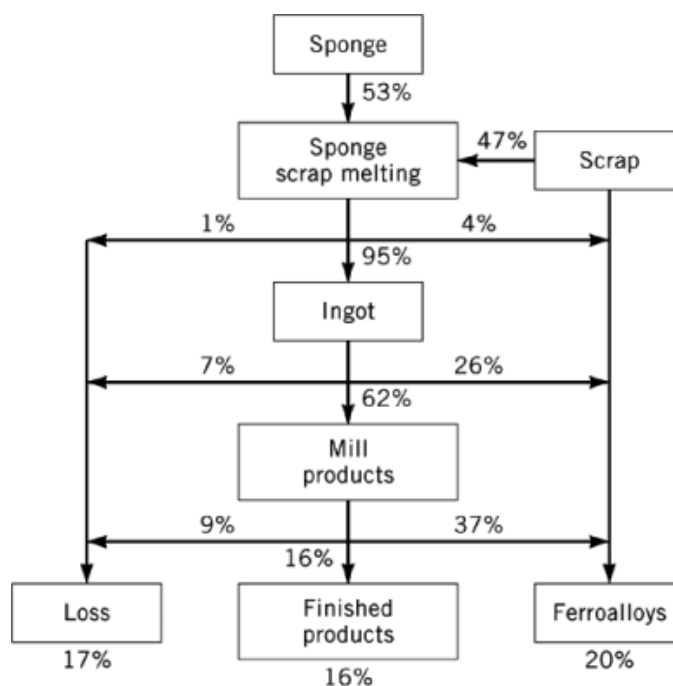 Sponge
53%
Sponge
scrap melting
47%
Scrap
1%
4%
95%
Ingot
7%
26%
62%
Mill
products
9%
37%
16%
Loss
Finished
products
Ferroalloys
17%
16%
20%